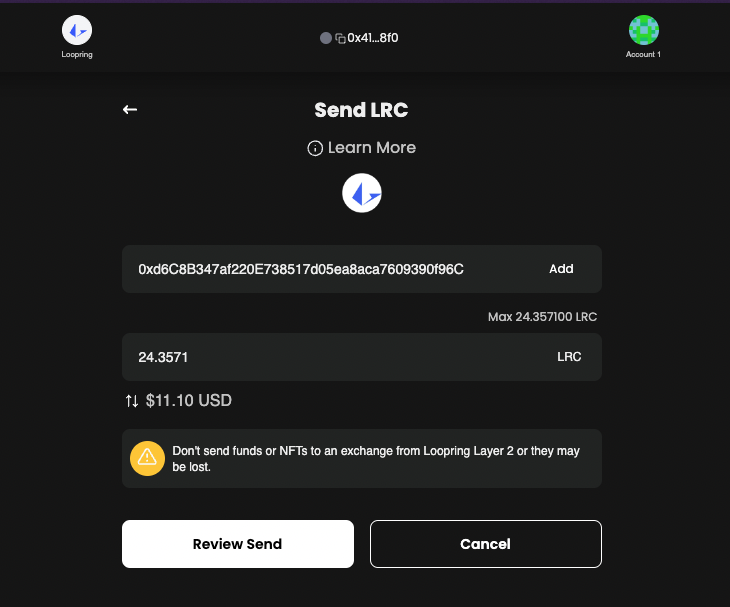 Loopring
0x41...8f0
Account 1
Send LRC
Learn More
0xd6C8B347af220E738517d05ea8aca7609390f96C
Add
Max 24.357100 LRC
24.3571
LRC
$11.10 USD
Don't send funds or NFTs to an exchange from Loopring Layer 2 or they may
be lost.
Review Send
Cancel